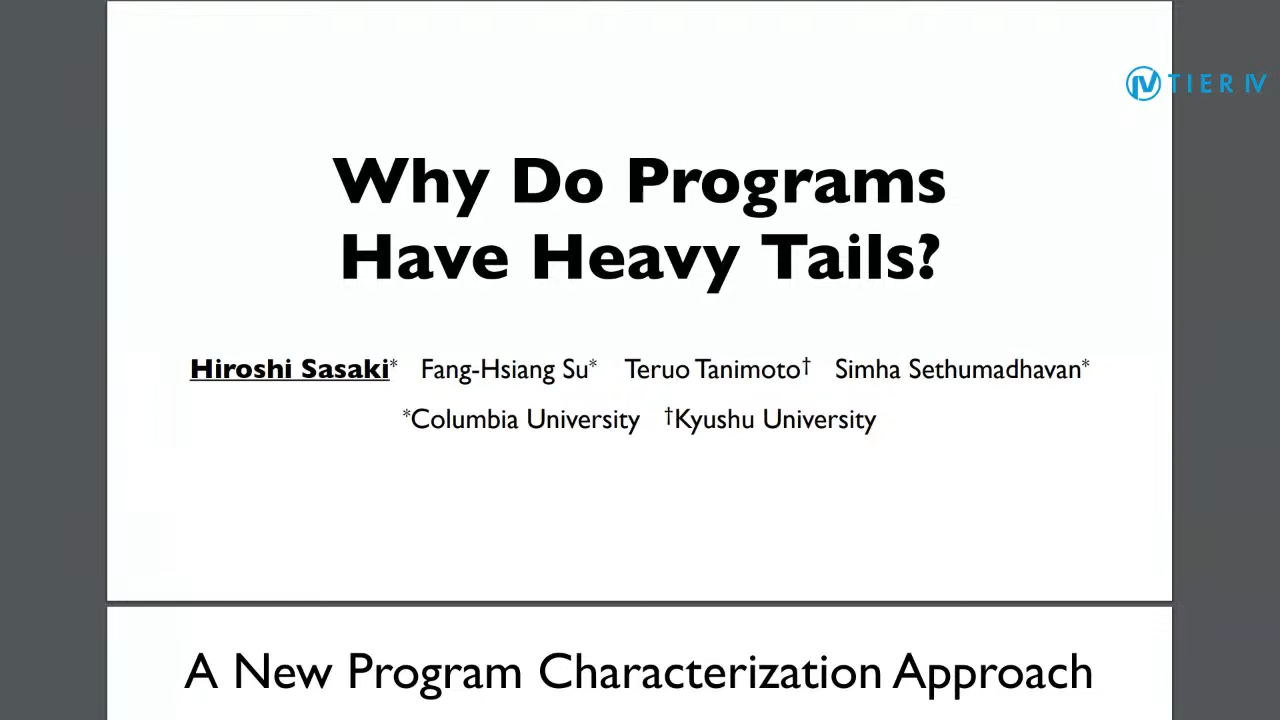 TIER IV
Why Do Programs
Have Heavy Tails?
Hiroshi Sasaki* Fang-Hsiang Su* Teruo Tanimoto† Simha Sethumadhavan*
*Columbia University †Kyushu University
A New Program Characterization Approach